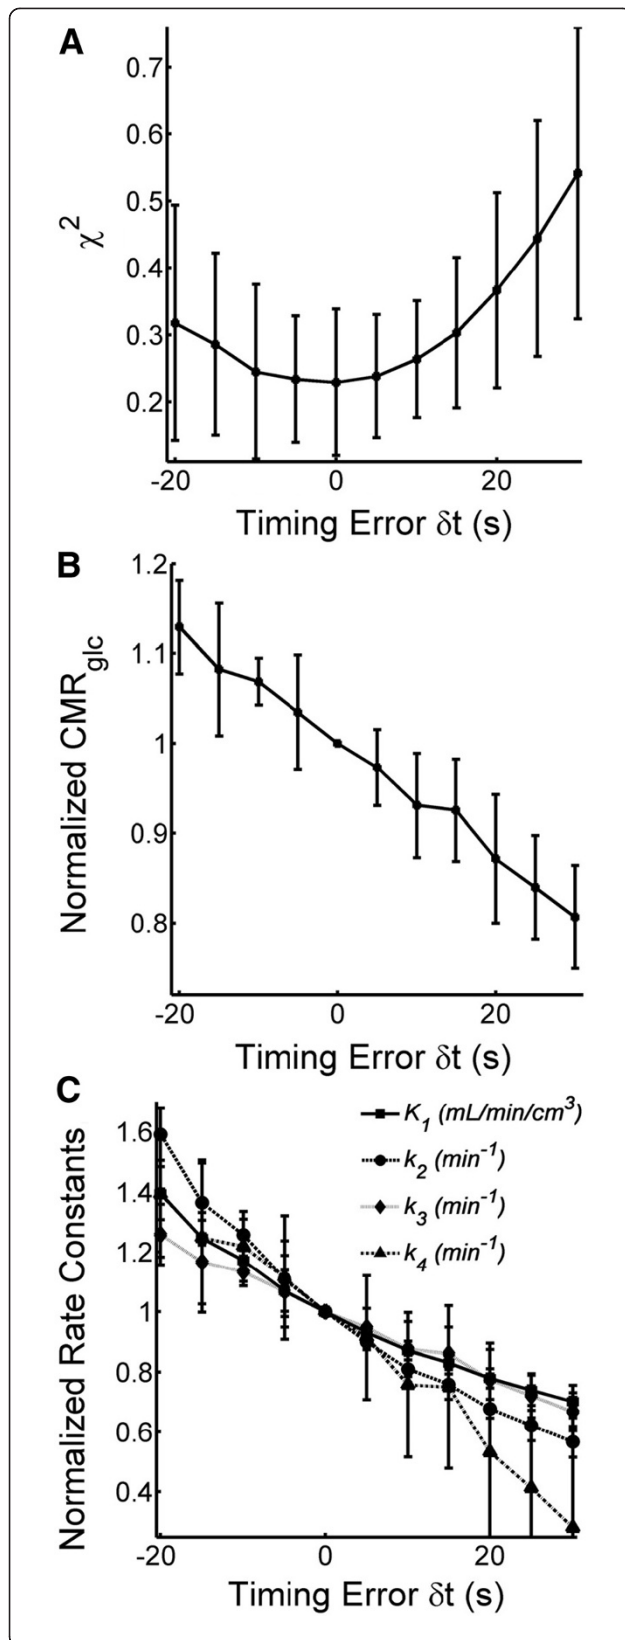 A
0.7
0.6
0.5
0.4
0.3
0.2
χ2
-20 0 20
Timing Error δt (s)
B
1.2
1.1
1
0.9
0.8
Normalized CMRglc
-20 0 20
Timing Error δt (s)
C
K1 (mL/min/cm3)
k2 (min-1)
k3 (min-1)
k4 (min-1)
1.6
1.4
1.2
1
0.8
0.6
0.4
Normalized Rate Constants
-20 0 20
Timing Error δt (s)